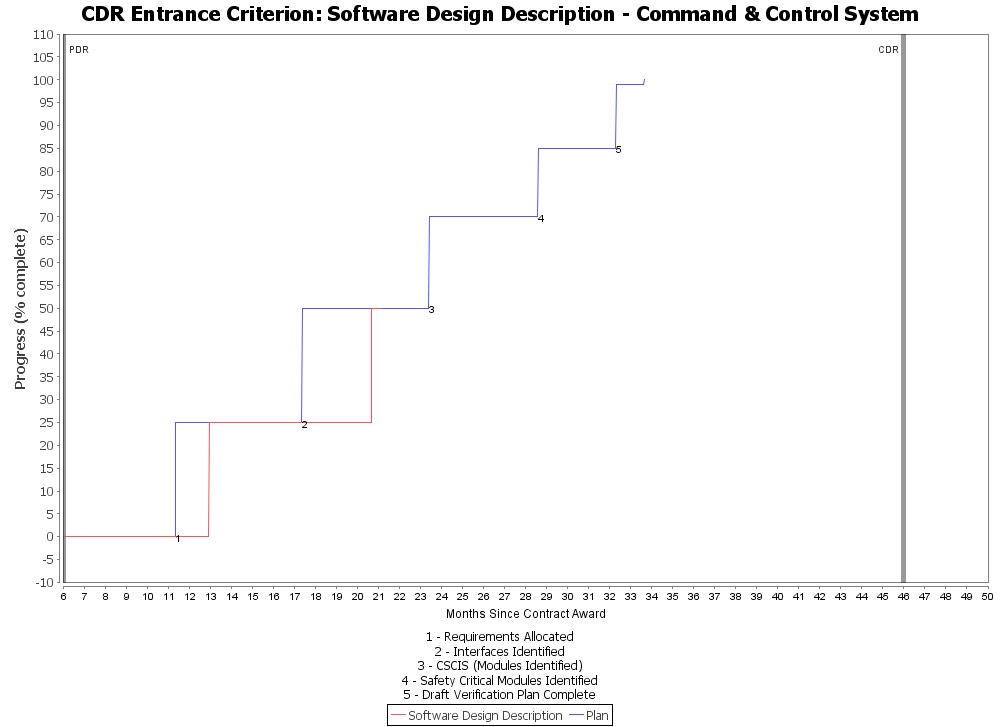 CDR Entrance Criterion: Software Design Description - Command & Control System
110
105
100
95
90
85
80
75
70
65
60
55
50
45
40
35
30
25
20
15
10
5
0
-5
-10
Progress (% complete)
PDR
CDR
1
2
3
4
5
6 7 8 9 10 11 12 13 14 15 16 17 18 19 20 21 22 23 24 25 26 27 28 29 30 31 32 33 34 35 36 37 38 39 40 41 42 43 44 45 46 47 48 49 50
Months Since Contract Award
1 - Requirements Allocated
2 - Interfaces Identified
3 - CSCIS (Modules Identified)
4 - Safety Critical Modules Identified
5 - Draft Verification Plan Complete
Software Design Description Plan